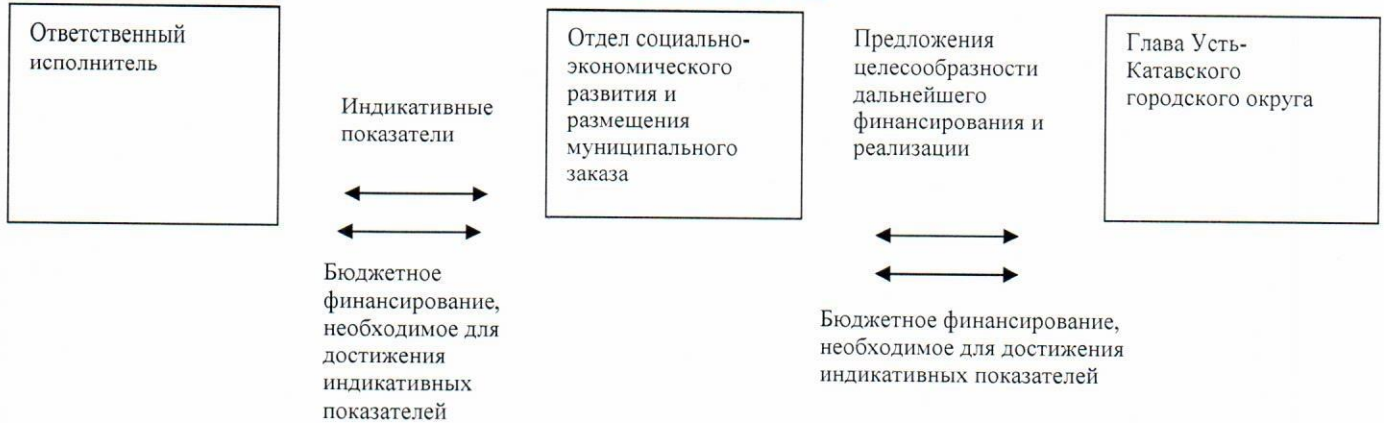 Ответственный
исполнитель
Индикативные
показатели
Бюджетное
финансирование,
необходимое для
достижения
индикативных
показателей
Отдел социально-
экономического
развития и
размещения
муниципального
заказа
Предложения
целесообразности
дальнейшего
финансирования и
реализации
Бюджетное финансирование,
необходимое для достижения
индикативных показателей
Глава Усть-
Катавского
городского округа